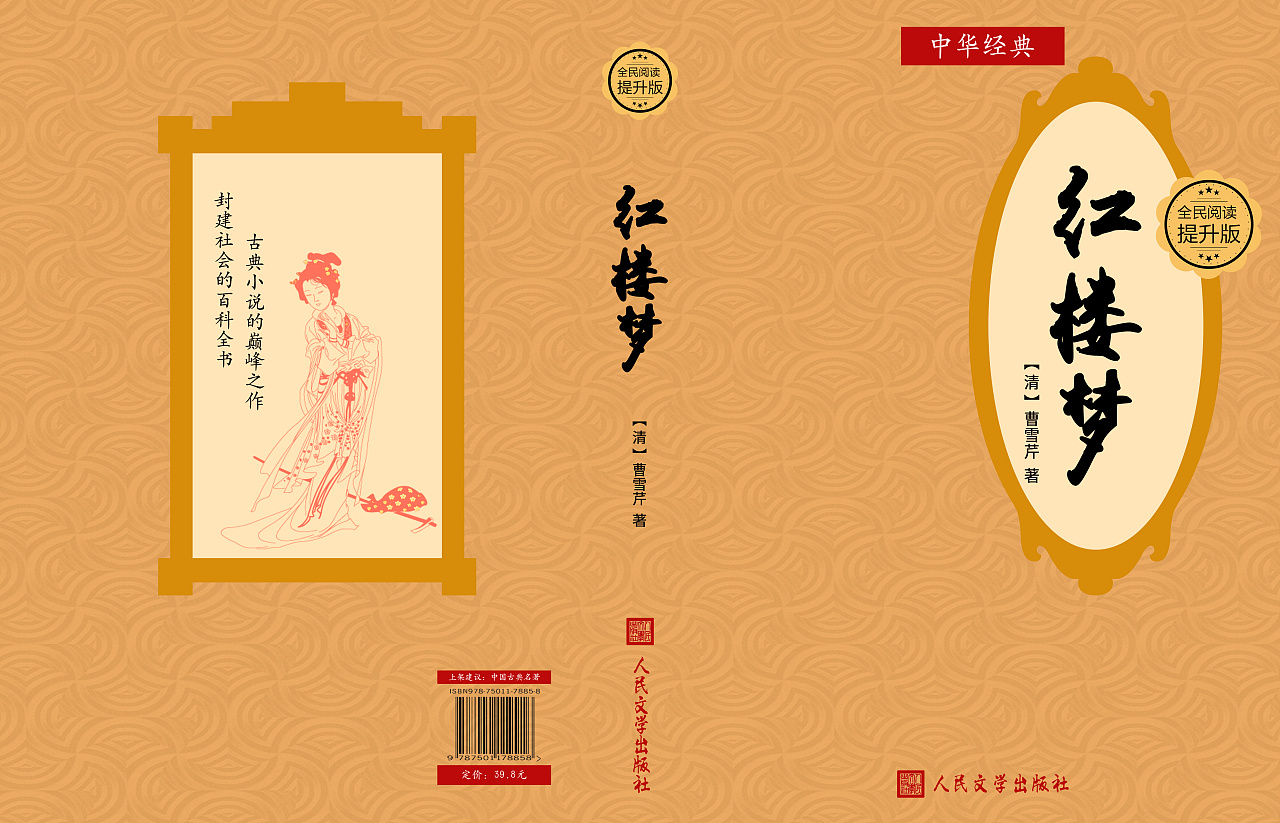 封建社会的百科全书
古典小说的巅峰之作
上架建议：中国古典名著
ISBN978-75011-7885-8
9 787501178858>
定价：39.8元
全民阅读
提升版
红楼梦
【清】曹雪芹 著
人民文学出版社
中华经典
全民阅读
提升版
红楼梦
【清】曹雪芹 著
人民文学出版社